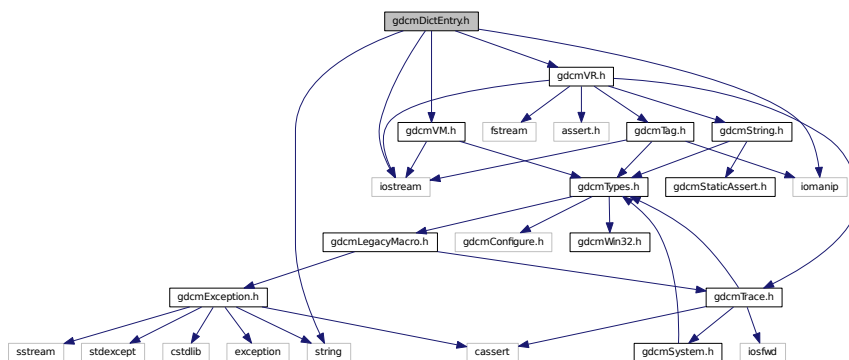 gdcmDictEntry.h
gdcmVR.h
gdcmVM.h
fstream
assert.h
gdcmTag.h
gdcmString.h
iostream
gdcmTypes.h
gdcmStaticAssert.h
iomanip
gdcmLegacyMacro.h
gdcmConfigure.h
gdcmWin32.h
gdcmException.h
gdcmTrace.h
sstream
stdexcept
cstdlib
exception
string
cassert
gdcmSystem.h
iosfwd